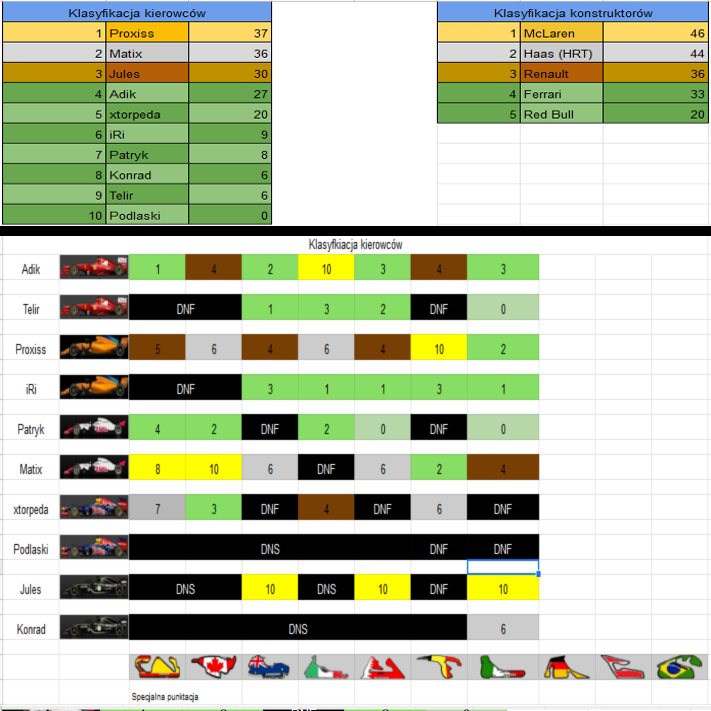 Klasyfikacja kierowców
1 Proxiss 37
2 Matix 36
3 Jules 30
4 Adik 27
5 xtorpeda 20
6 iRi 9
7 Patryk 8
8 Konrad 6
9 Telir 6
10 Podlaski 0
Klasyfikacja konstruktorów
1 McLaren 46
2 Haas (HRT) 44
3 Renault 36
4 Ferrari 33
5 Red Bull 20
Klasyfkiacja kierowców
Adik 1 4 2 10 3 4 3
Telir DNF 1 3 2 DNF 0
Proxiss 5 6 4 6 4 10 2
iRi DNF 3 1 1 3 1
Patryk 4 2 DNF 2 0 DNF 0
Matix 8 10 6 DNF 6 2 4
xtorpeda 7 3 DNF 4 DNF 6 DNF
Podlaski DNS DNF DNF
Jules DNS 10 DNS 10 DNF 10
Konrad DNS 6
Specjalna punktacja